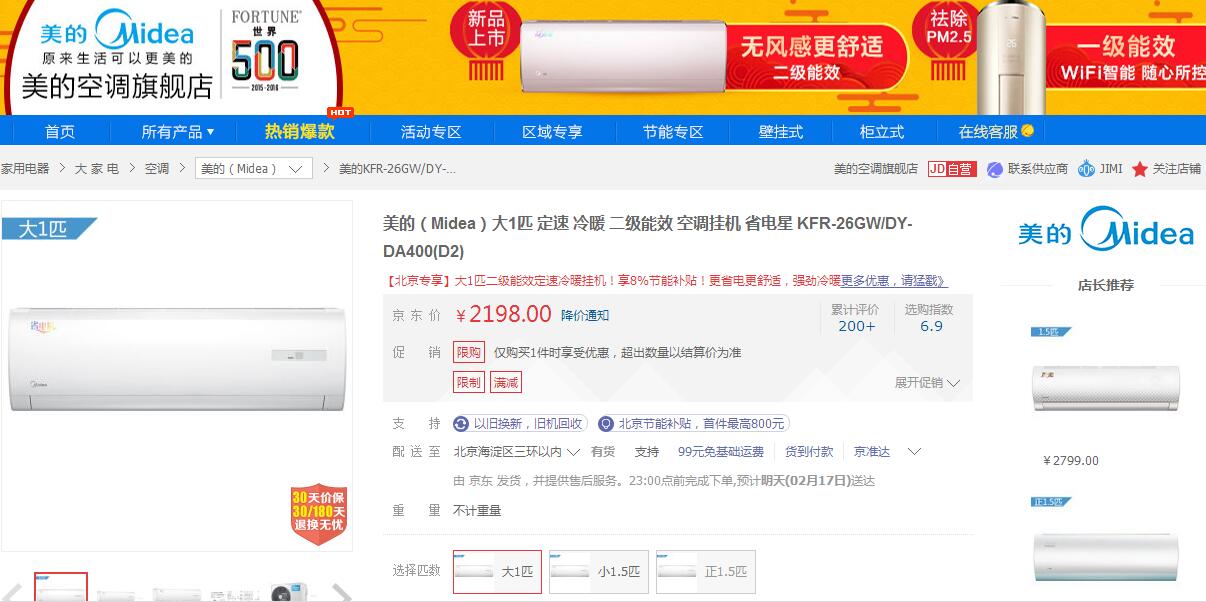 美的 Midea
原来生活可以更美的
美的空调旗舰店
FORTUNE
世界
500
2015-2016
新品
上市
无风感更舒适
二级能效
祛除
PM2.5
26
一级能效
WiFi智能 随心所控
HOT
首页
所有产品
热销爆款
活动专区
区域专享
节能专区
壁挂式
柜立式
在线客服
家用电器 > 大 家 电 > 空调 > 美的（Midea） > 美的KFR-26GW/DY-...
美的空调旗舰店 JD自营 联系供应商 JIMI 关注店铺
大1匹
省电星
Midea
30天价保
30/180天
退换无忧
美的（Midea）大1匹 定速 冷暖 二级能效 空调挂机 省电星 KFR-26GW/DY-
DA400(D2)
【北京专享】大1匹二级能效定速冷暖挂机！享8%节能补贴！更省电更舒适，强劲冷暖更多优惠，请猛戳》
京 东 价 ￥2198.00 降价通知
累计评价
200+
选购指数
6.9
促 销 限购 仅购买1件时享受优惠，超出数量以结算价为准
限制 满减
展开促销
支 持 以旧换新，旧机回收 北京节能补贴，首件最高800元
配 送 至 北京海淀区三环以内 有货 支持 99元免基础运费 货到付款 京准达
由 京东 发货，并提供售后服务。23:00点前完成下单,预计明天(02月17日)送达
重 量 不计重量
选择匹数 大1匹 小1.5匹 正1.5匹
美的 Midea
店长推荐
1.5匹
￥2799.00
正1.5匹